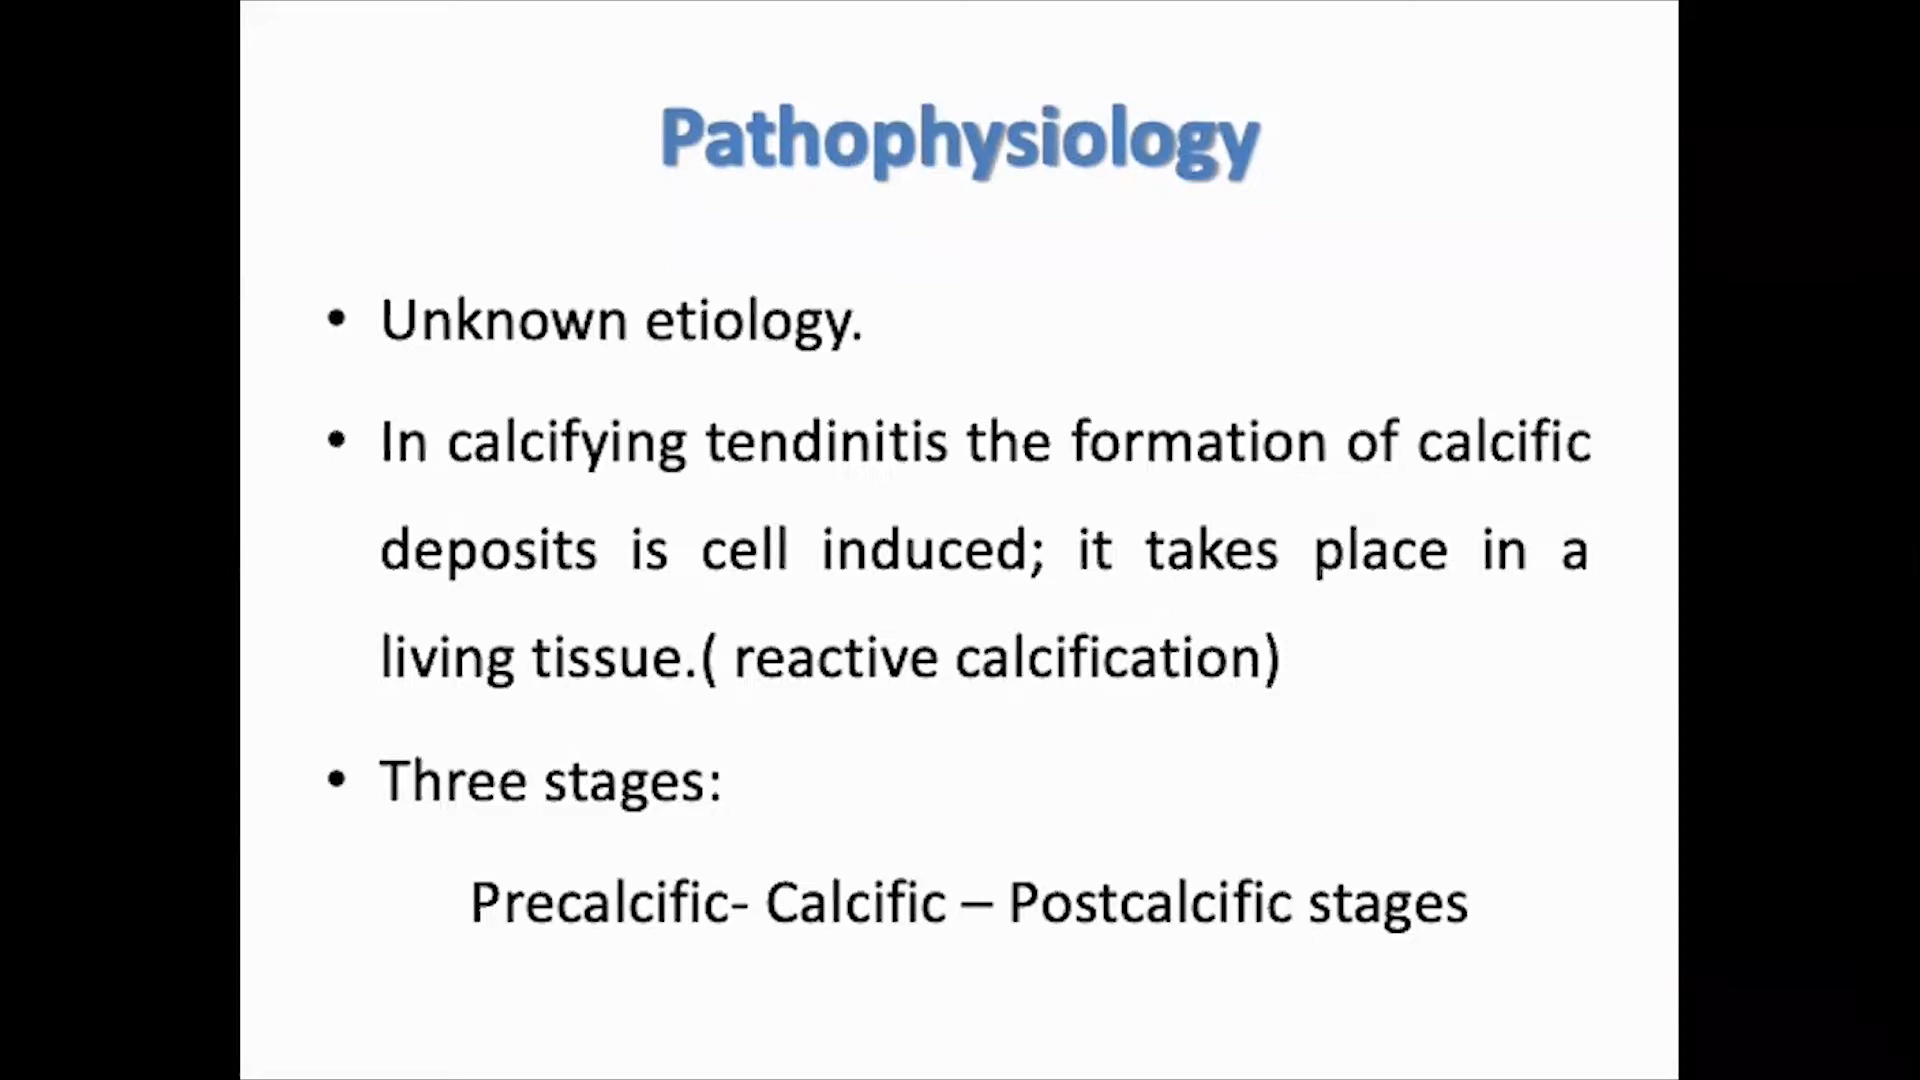 Pathophysiology
• Unknown etiology.
• In calcifying tendinitis the formation of calcific
deposits is cell induced; it takes place in a
living tissue.( reactive calcification)
• Three stages:
Precalcific- Calcific – Postcalcific stages